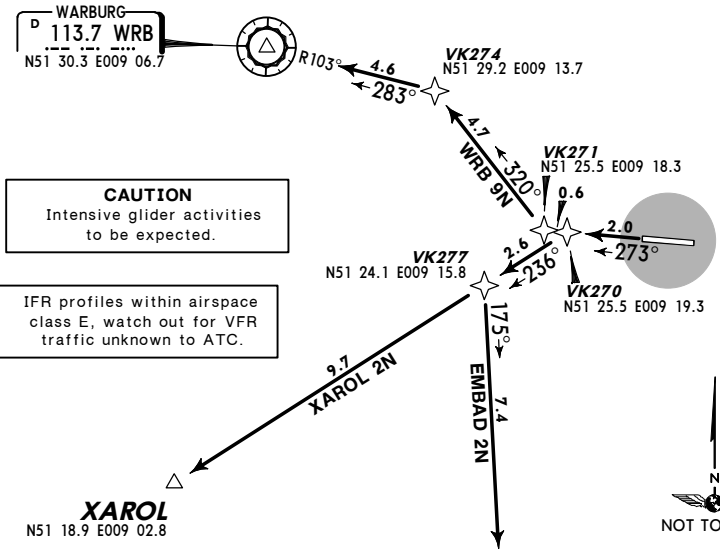 WARBURG
D 113.7 WRB
N51 30.3 E009 06.7
R103°
4.6
283°
VK274
N51 29.2 E009 13.7
4.7
320°
WRB 9N
VK271
N51 25.5 E009 18.3
0.6
2.0
273°
CAUTION
Intensive glider activities
to be expected.
VK277
N51 24.1 E009 15.8
2.6
236°
VK270
N51 25.5 E009 19.3
IFR profiles within airspace
class E, watch out for VFR
traffic unknown to ATC.
175°
9.7
XAROL 2N
7.4
EMBAD 2N
XAROL
N51 18.9 E009 02.8
N
NOT TO